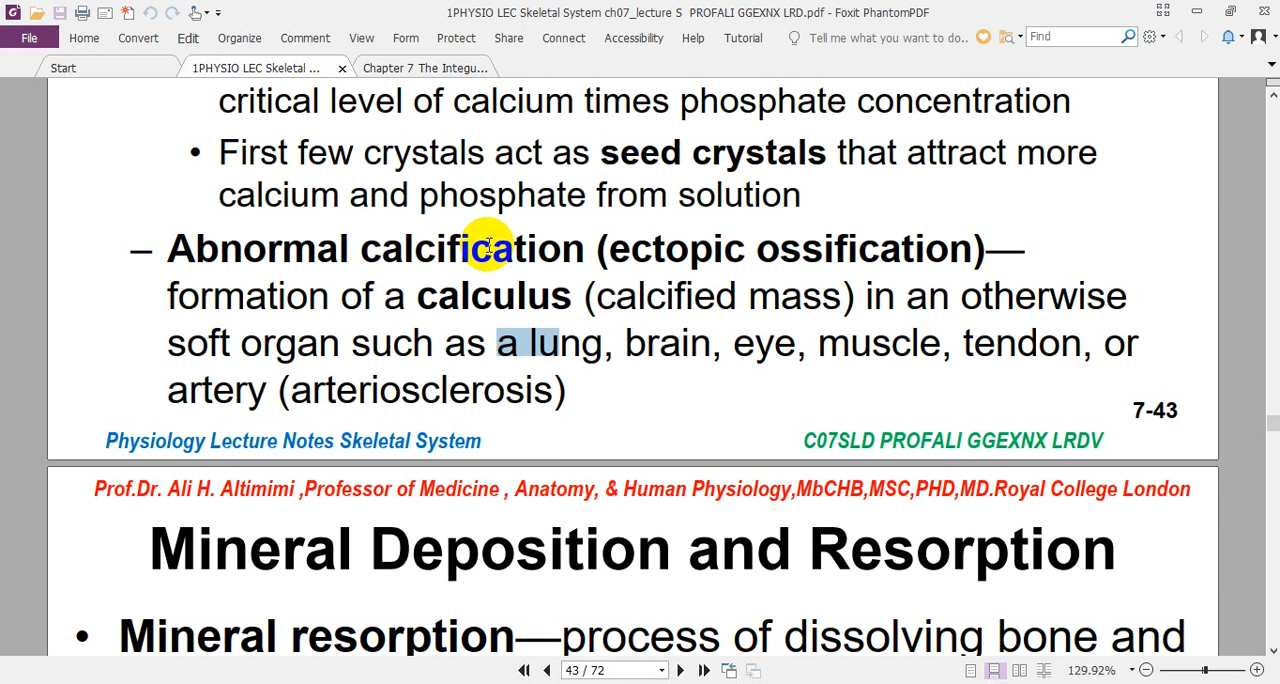 1PHYSIO LEC Skeletal System ch07_lecture S PROFALI GGEXNX LRD.pdf - Foxit PhantomPDF
File Home Convert Edit Organize Comment View Form Protect Share Connect Accessibility Help Tutorial Tell me what you want to do.. Find
Start 1PHYSIO LEC Skeletal ... Chapter 7 The Integu...
critical level of calcium times phosphate concentration
• First few crystals act as seed crystals that attract more
calcium and phosphate from solution
– Abnormal calcification (ectopic ossification)—
formation of a calculus (calcified mass) in an otherwise
soft organ such as a lung, brain, eye, muscle, tendon, or
artery (arteriosclerosis)
7-43
Physiology Lecture Notes Skeletal System C07SLD PROFALI GGEXNX LRDV
Prof.Dr. Ali H. Altimimi ,Professor of Medicine , Anatomy, & Human Physiology,MbCHB,MSC,PHD,MD.Royal College London
Mineral Deposition and Resorption
• Mineral resorption—process of dissolving bone and
43 / 72 129.92%